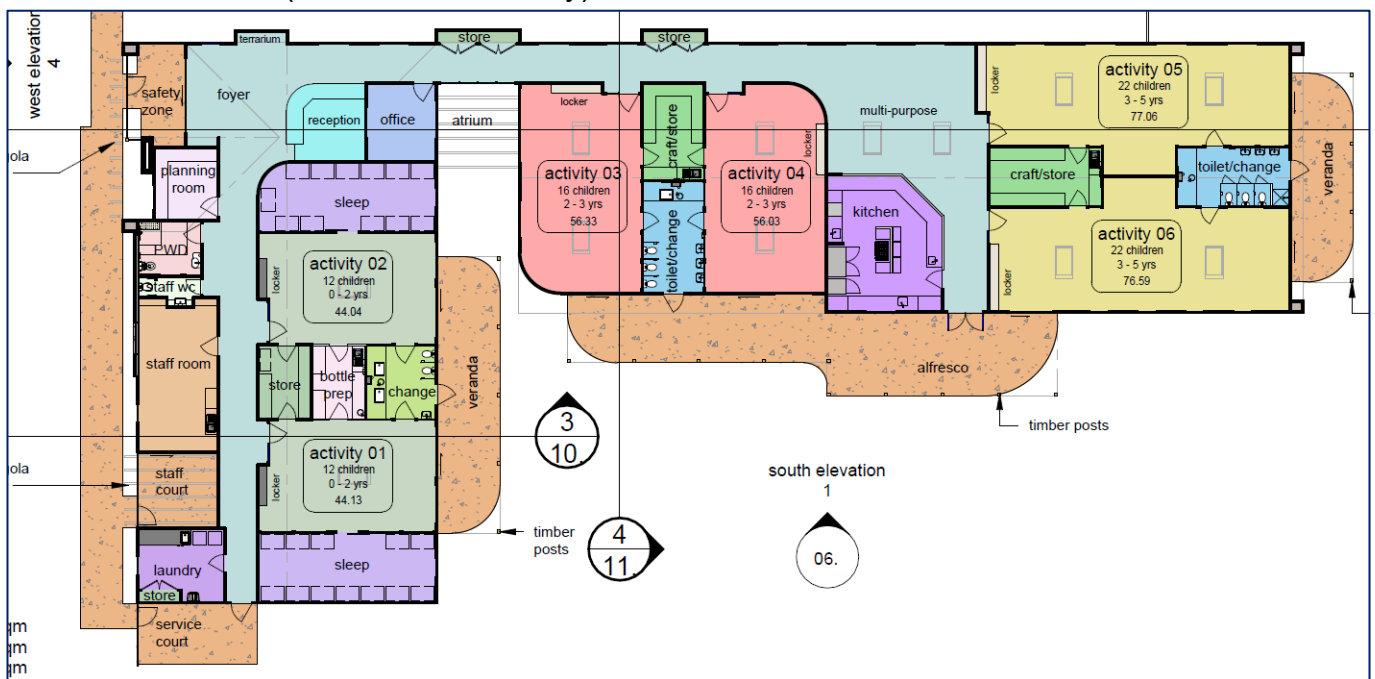 west elevation
4
terrarium
store
store
safety
zone
foyer
reception
office
atrium
locker
craft/store
multi-purpose
locker
locker
activity 05
22 children
3 - 5 yrs
77.06
veranda
planning
room
sleep
activity 03
16 children
2 - 3 yrs
56.33
activity 04
16 children
2 - 3 yrs
56.03
toilet/change
kitchen
craft/store
toilet/change
activity 06
22 children
3 - 5 yrs
76.59
locker
PWD
staff wc
locker
activity 02
12 children
0 - 2 yrs
44.04
staff room
store
bottle
prep
change
veranda
alfresco
timber posts
3
10.
activity 01
12 children
0 - 2 yrs
44.13
locker
staff
court
south elevation
1
timber
posts
4
11.
06.
laundry
store
sleep
service
court
ola
ola
qm
qm
qm